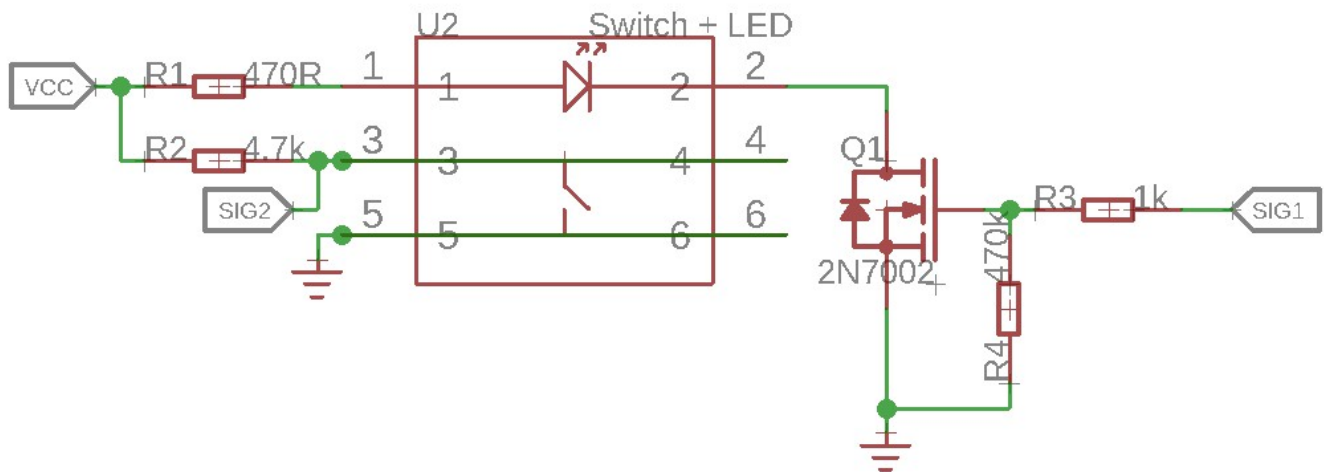 U2 Switch + LED
VCC R1 470R 1 1 2 2
R2 4.7k 3 3 4 4
Q1
SIG2 5 5 6 6
R3 1k SIG1
2N7002
470k
R4